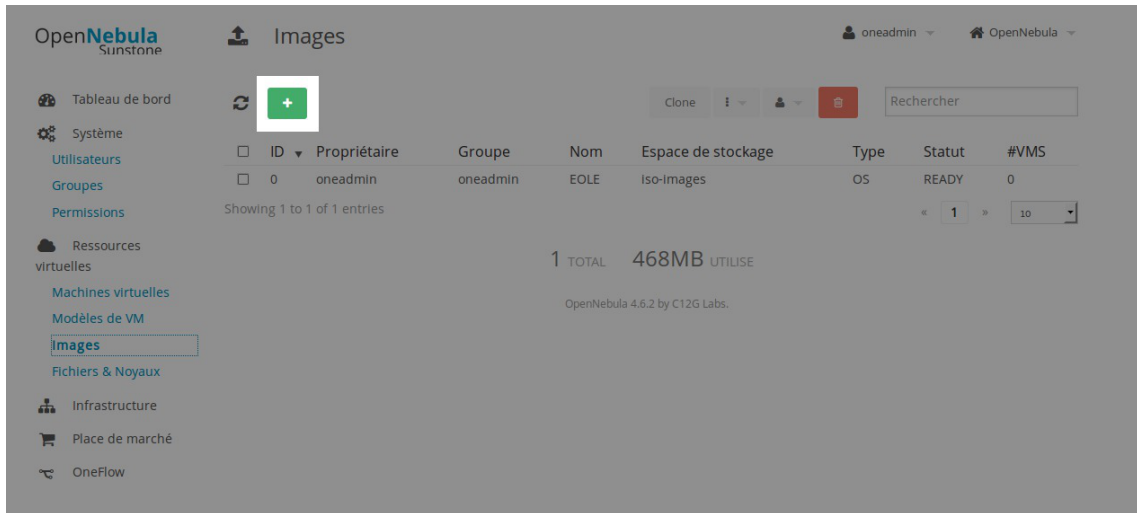 OpenNebula
Sunstone
Images
oneadmin
OpenNebula
Tableau de bord
Système
Utilisateurs
Groupes
Permissions
Ressources
virtuelles
Machines virtuelles
Modèles de VM
Images
Fichiers & Noyaux
Infrastructure
Place de marché
OneFlow
+
Clone
Rechercher
ID Propriétaire Groupe Nom Espace de stockage Type Statut #VMS
0 oneadmin oneadmin EOLE iso-images OS READY 0
Showing 1 to 1 of 1 entries
« 1 » 10
1 TOTAL 468MB UTILISE
OpenNebula 4.6.2 by C12G Labs.